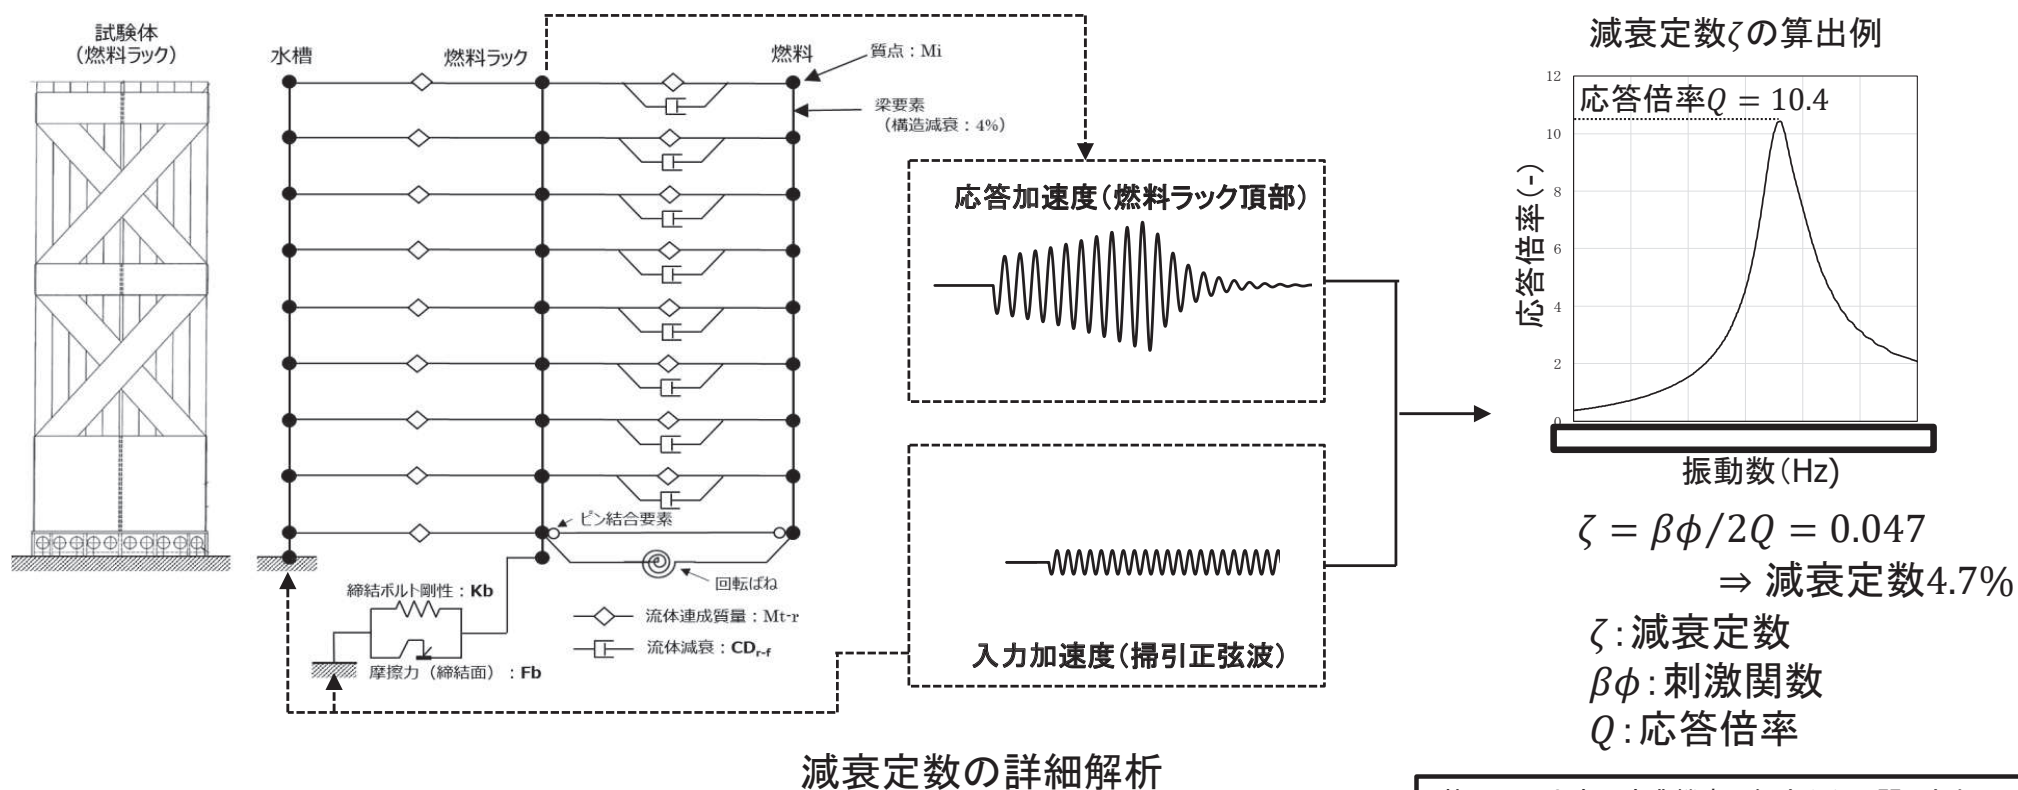 試験体
(燃料ラック)
水槽
燃料ラック
燃料
質点：Mi
梁要素
（構造減衰：4%）
ピン結合要素
回転ばね
締結ボルト剛性：Kb
摩擦力（締結面）：Fb
流体連成質量：Mt-r
流体減衰：CDr-f
応答加速度（燃料ラック頂部）
入力加速度（掃引正弦波）
減衰定数の詳細解析
減衰定数ζの算出例
応答倍率Q = 10.4
12
10
8
6
4
2
0
応答倍率(-)
振動数(Hz)
ζ = βϕ/2Q = 0.047
⇒ 減衰定数4.7%
ζ：減衰定数
βϕ：刺激関数
Q：応答倍率